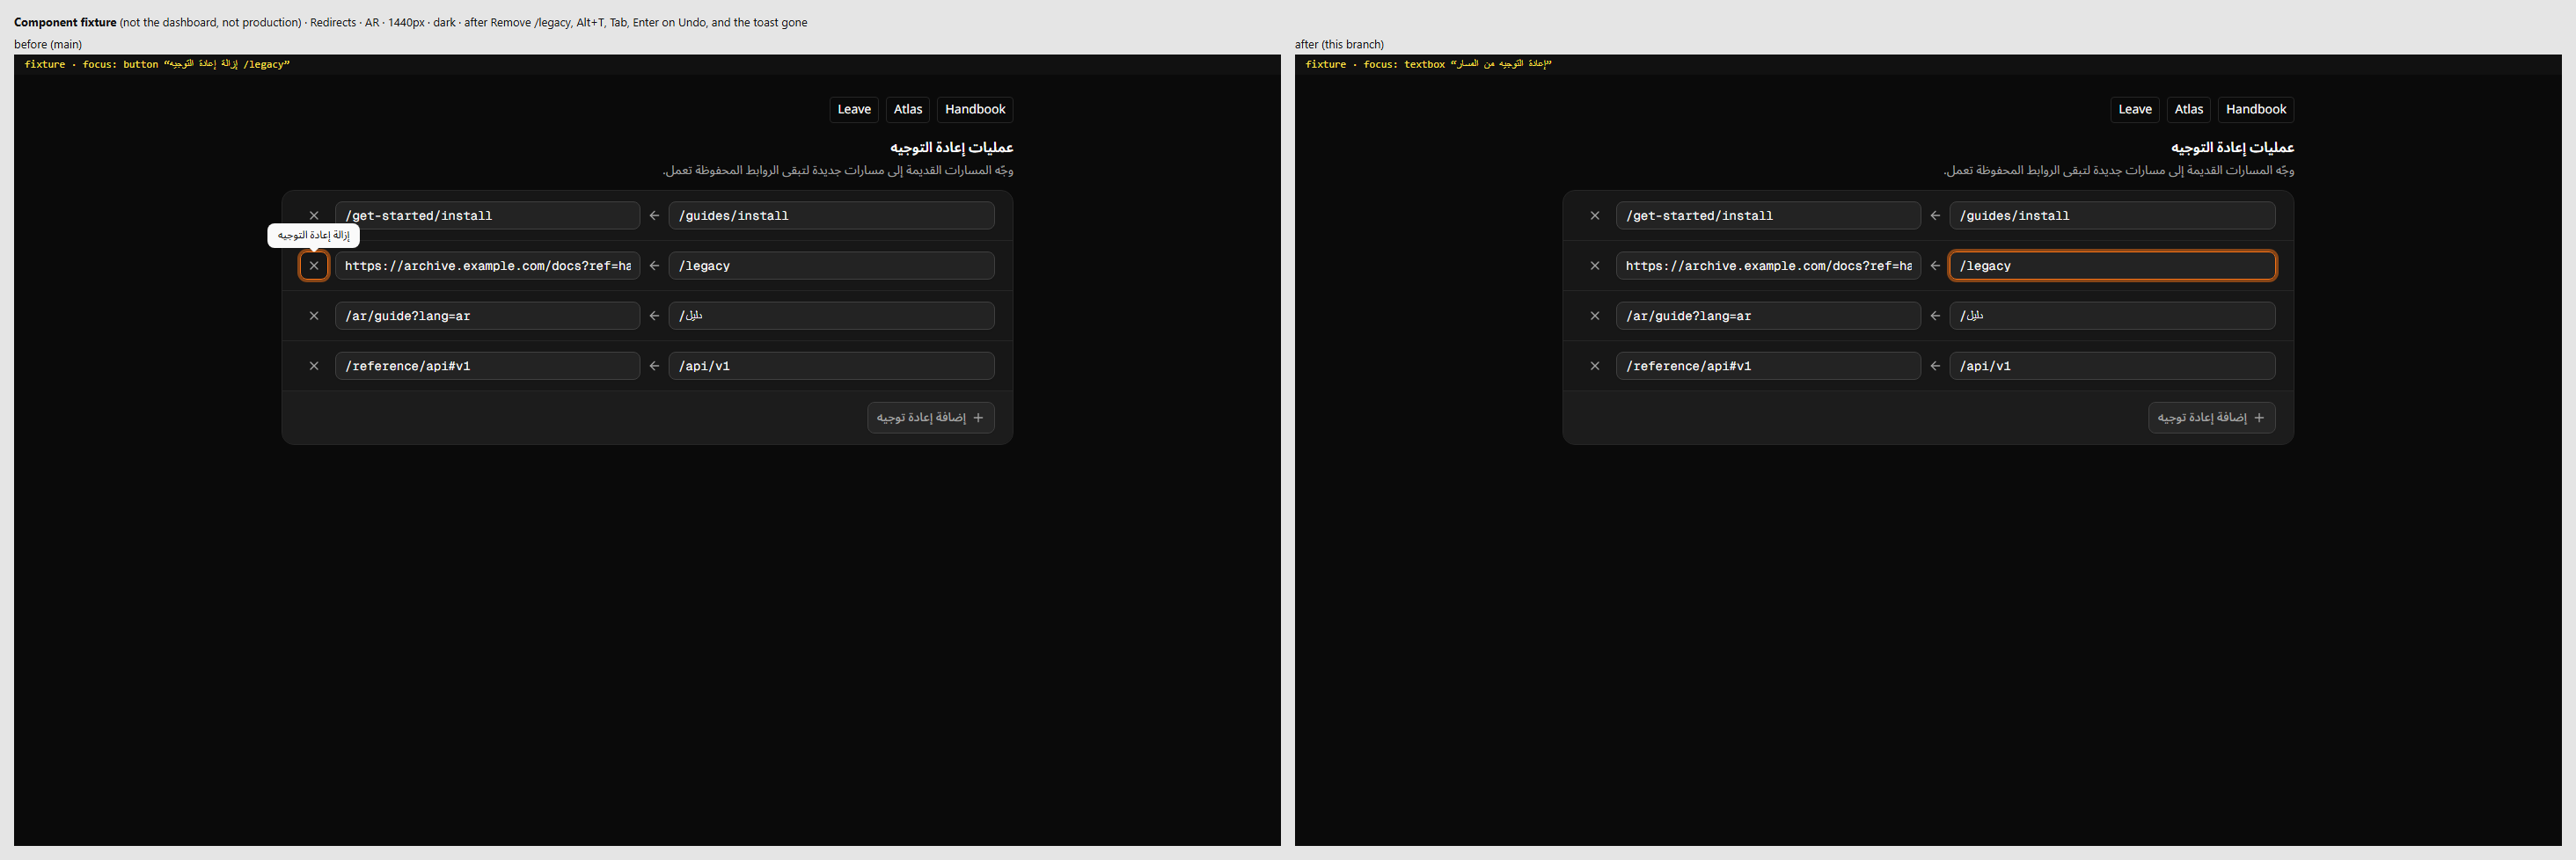 Component fixture (not the dashboard, not production) · Redirects · AR · 1440px · dark · after Remove /legacy, Alt+T, Tab, Enter on Undo, and the toast gone
before (main)
fixture · focus: button “إزالة إعادة التوجيه /legacy”
Leave Atlas Handbook
عمليات إعادة التوجيه
وجّه المسارات القديمة إلى مسارات جديدة لتبقى الروابط المحفوظة تعمل.
/guides/install ← /get-started/install ×
إزالة إعادة التوجيه
/legacy ← https://archive.example.com/docs?ref=ha ×
/دليل ← /ar/guide?lang=ar ×
/api/v1 ← /reference/api#v1 ×
+ إضافة إعادة توجيه
after (this branch)
fixture · focus: textbox “إعادة التوجيه من المسار”
Leave Atlas Handbook
عمليات إعادة التوجيه
وجّه المسارات القديمة إلى مسارات جديدة لتبقى الروابط المحفوظة تعمل.
/guides/install ← /get-started/install ×
/legacy ← https://archive.example.com/docs?ref=ha ×
/دليل ← /ar/guide?lang=ar ×
/api/v1 ← /reference/api#v1 ×
+ إضافة إعادة توجيه